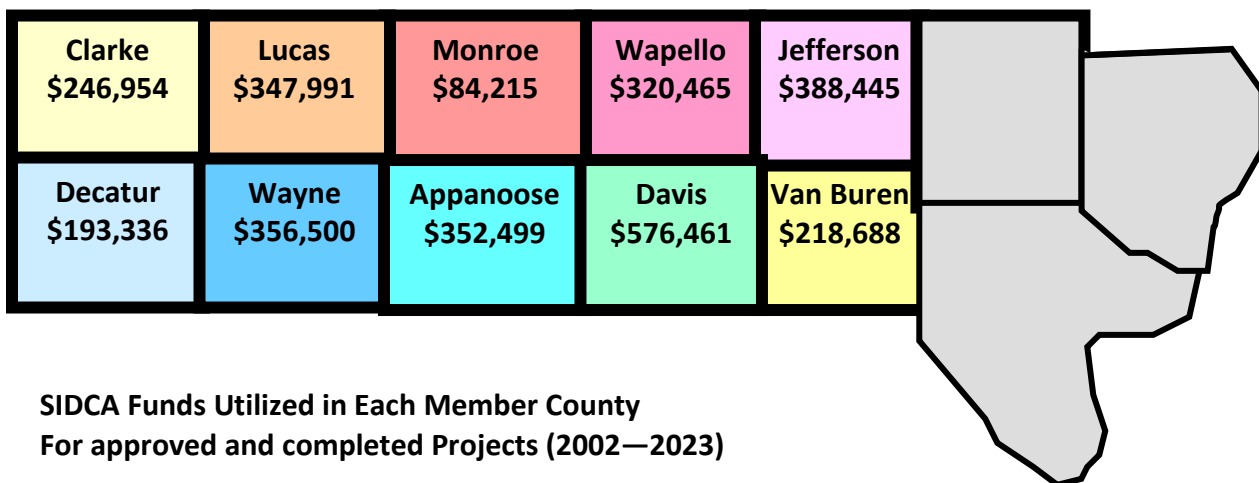 Clarke
$246,954
Lucas
$347,991
Monroe
$84,215
Wapello
$320,465
Jefferson
$388,445
Decatur
$193,336
Wayne
$356,500
Appanoose
$352,499
Davis
$576,461
Van Buren
$218,688
SIDCA Funds Utilized in Each Member County
For approved and completed Projects (2002—2023)